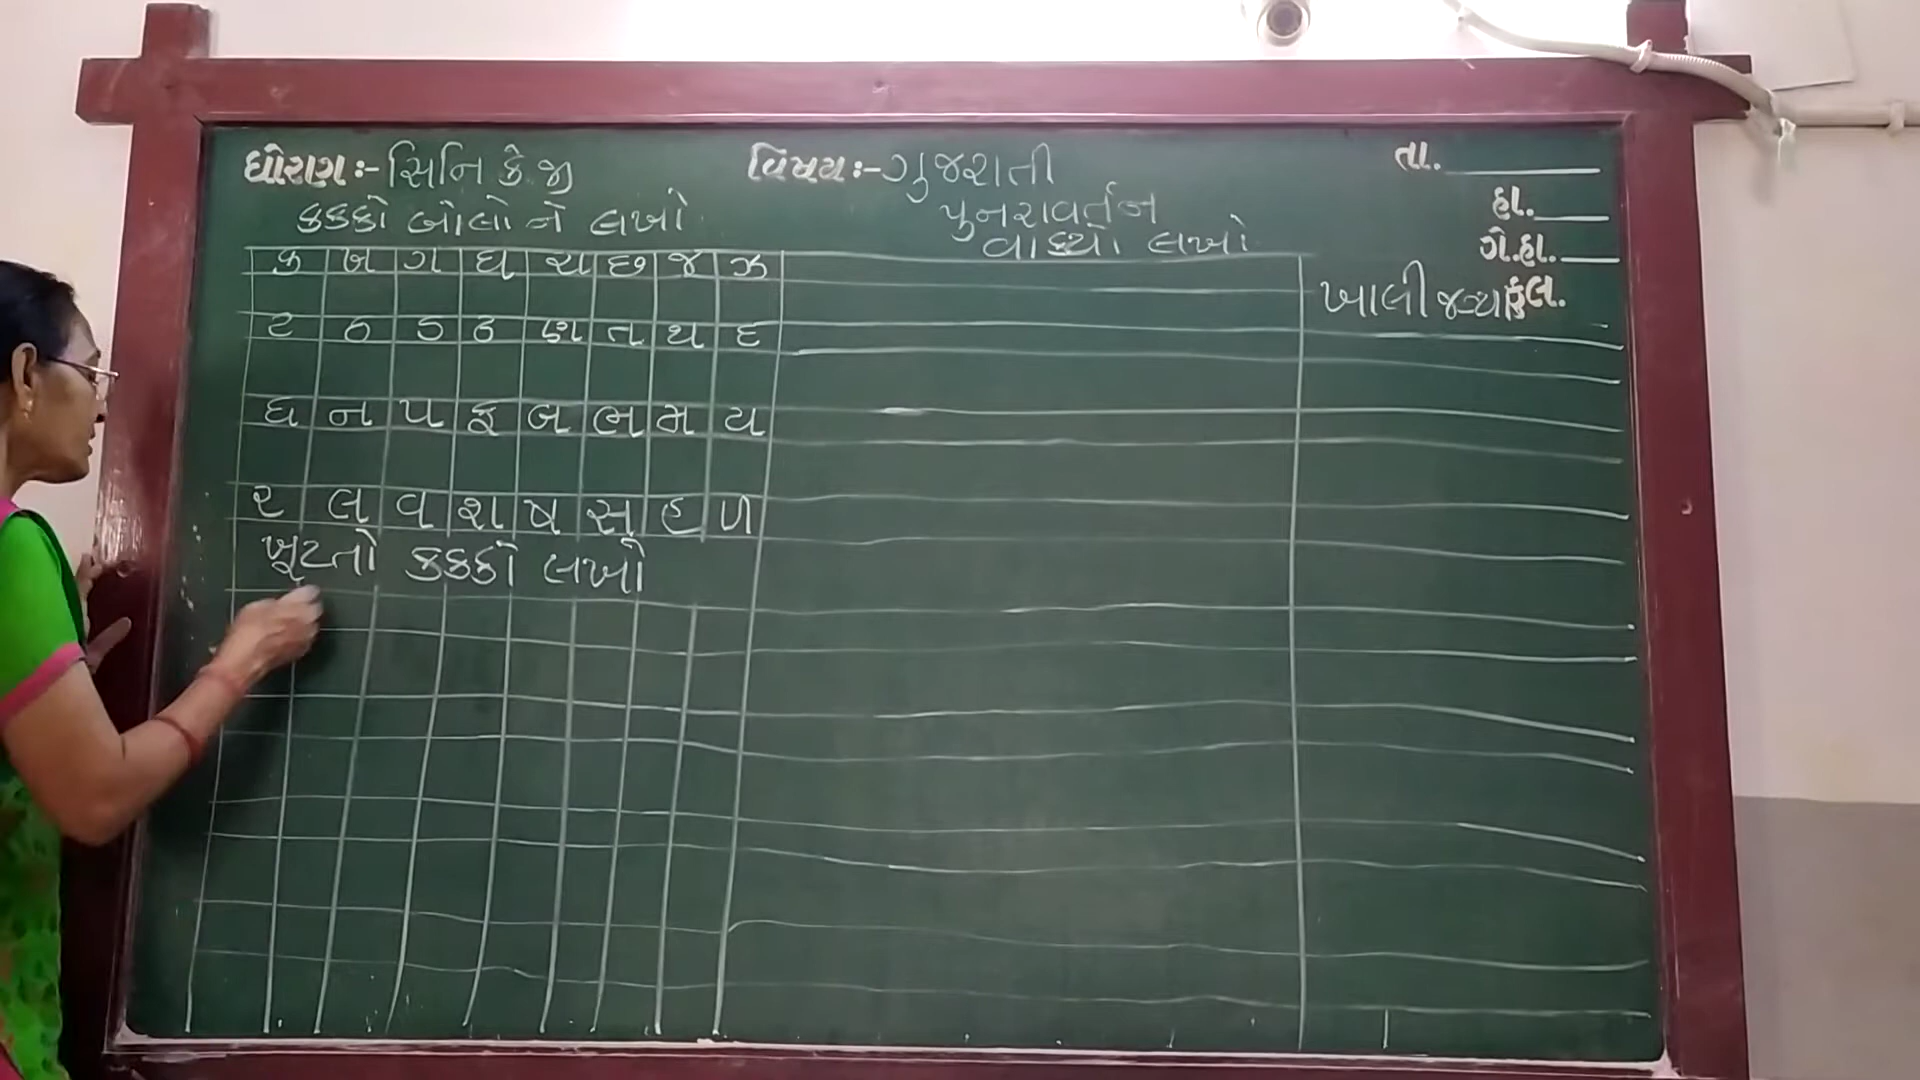 ધોરણ:- સિનિ કે.જી
વિષય:- ગુજરાતી
તા.
કક્કો બોલો ને લખો
પુનરાવર્તન
વાક્યો લખો
હા.
ગે.હા.
કુલ.
ખાલી જગ્યા
ક ખ ગ ઘ ચ છ જ ઝ
ટ ઠ ડ ઢ ણ ત થ દ
ધ ન પ ફ બ ભ મ ય
ર લ વ શ ષ સ હ ળ
ખૂટતો કક્કો લખો